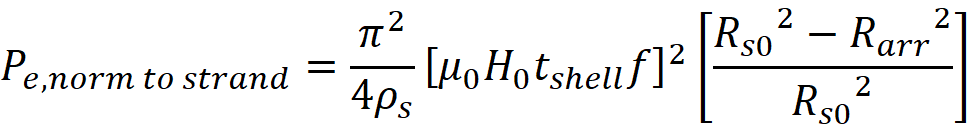 P_{e,norm to strand} = \frac{\pi^2}{4\rho_s} [\mu_0 H_0 t_{shell} f]^2 \left[ \frac{R_{s0}^2 - R_{arr}^2}{R_{s0}^2} \right]